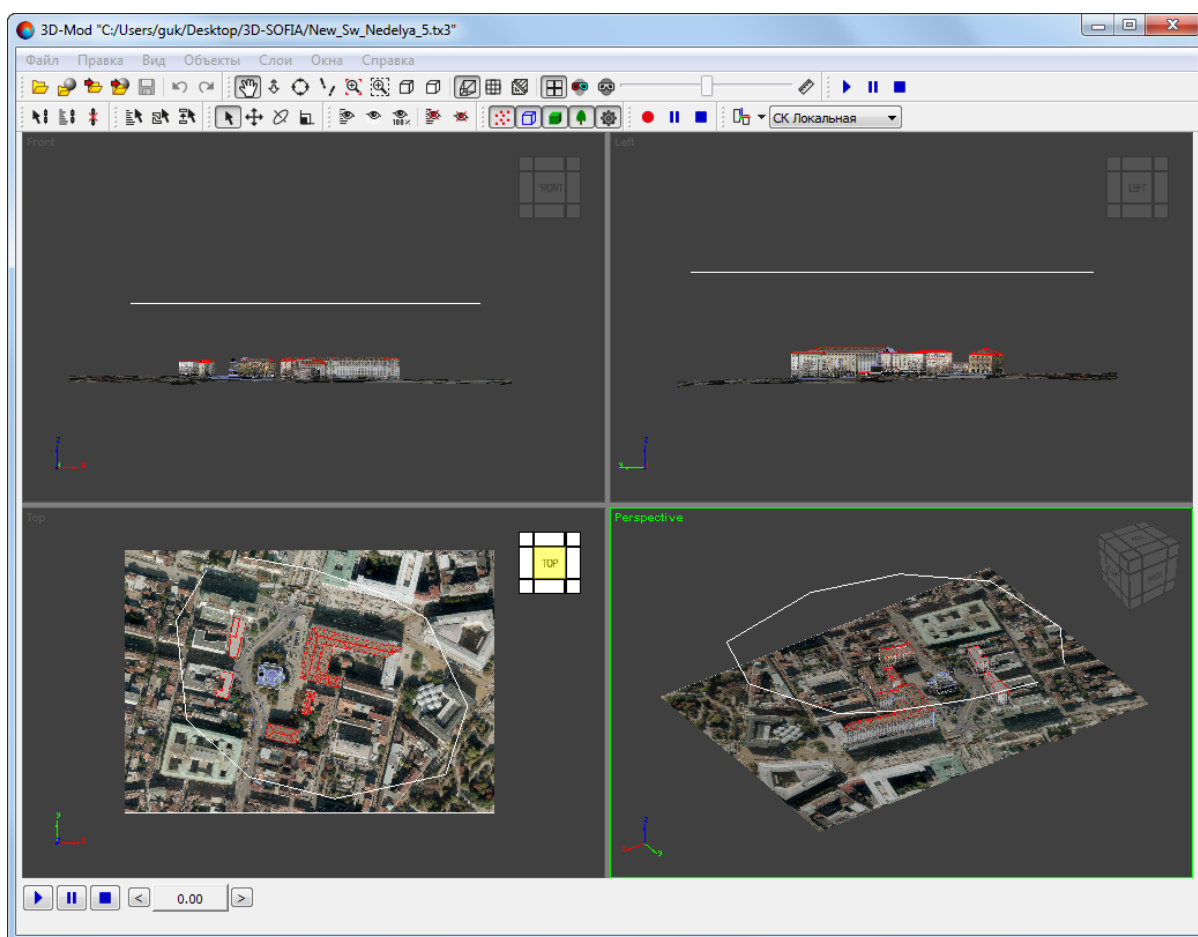 3D-Mod "C:/Users/guk/Desktop/3D-SOFIA/New_Sw_Nedelya_5.tx3"
Файл Правка Вид Объекты Слои Окна Справка
100%
СК Локальная
Front
FRONT
Left
LEFT
Top
TOP
Perspective
z
x
z
y
y
x
z
x
y
0.00